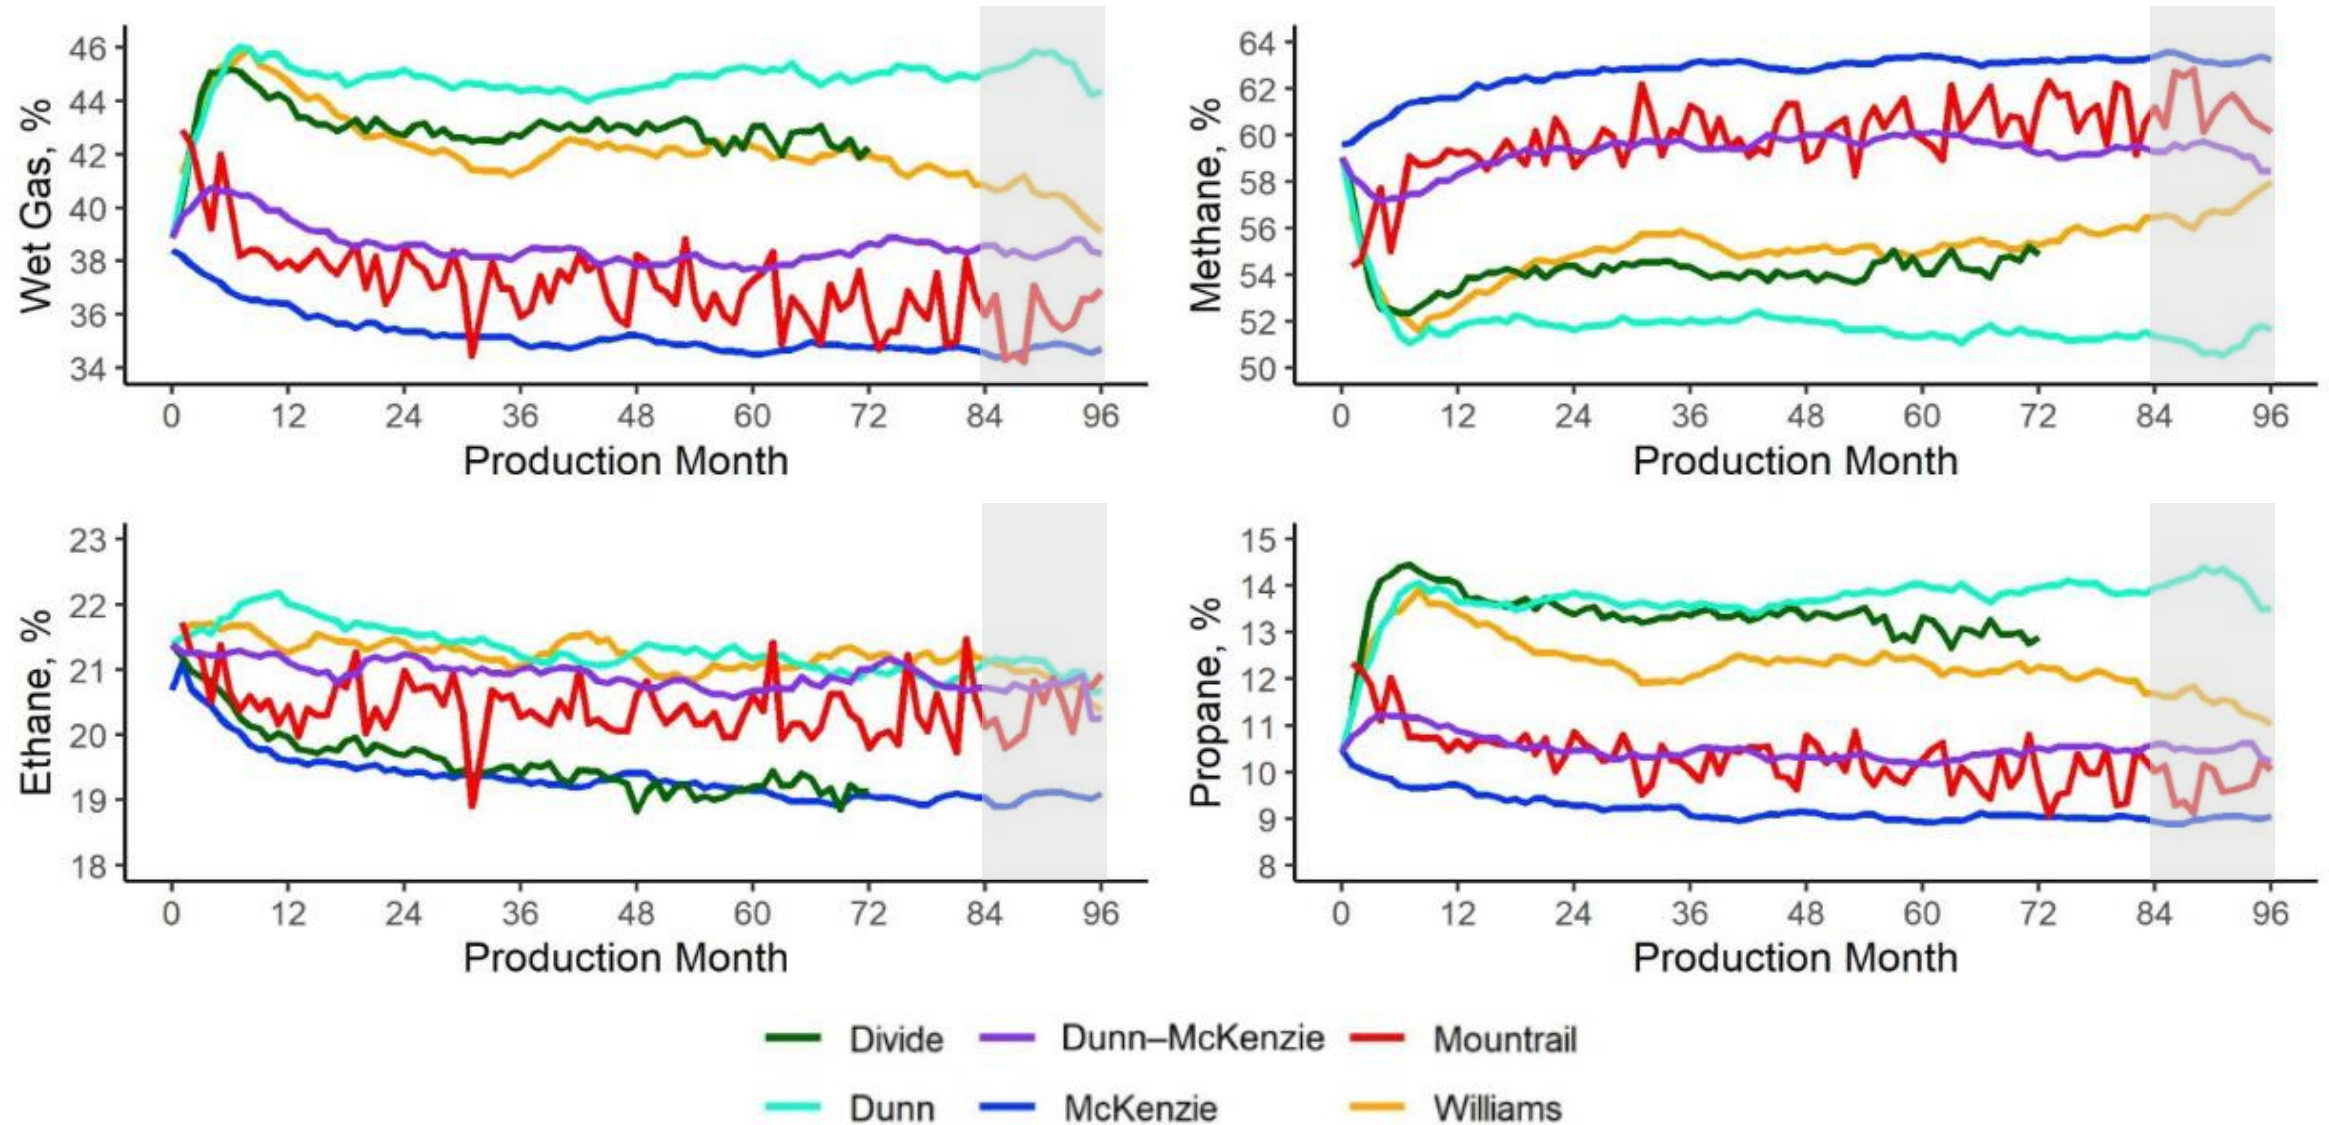 Wet Gas, %
46
44
42
40
38
36
34
0 12 24 36 48 60 72 84 96
Production Month
Methane, %
64
62
60
58
56
54
52
50
0 12 24 36 48 60 72 84 96
Production Month
Ethane, %
23
22
21
20
19
18
0 12 24 36 48 60 72 84 96
Production Month
Propane, %
15
14
13
12
11
10
9
8
0 12 24 36 48 60 72 84 96
Production Month
Divide Dunn–McKenzie Mountrail
Dunn McKenzie Williams